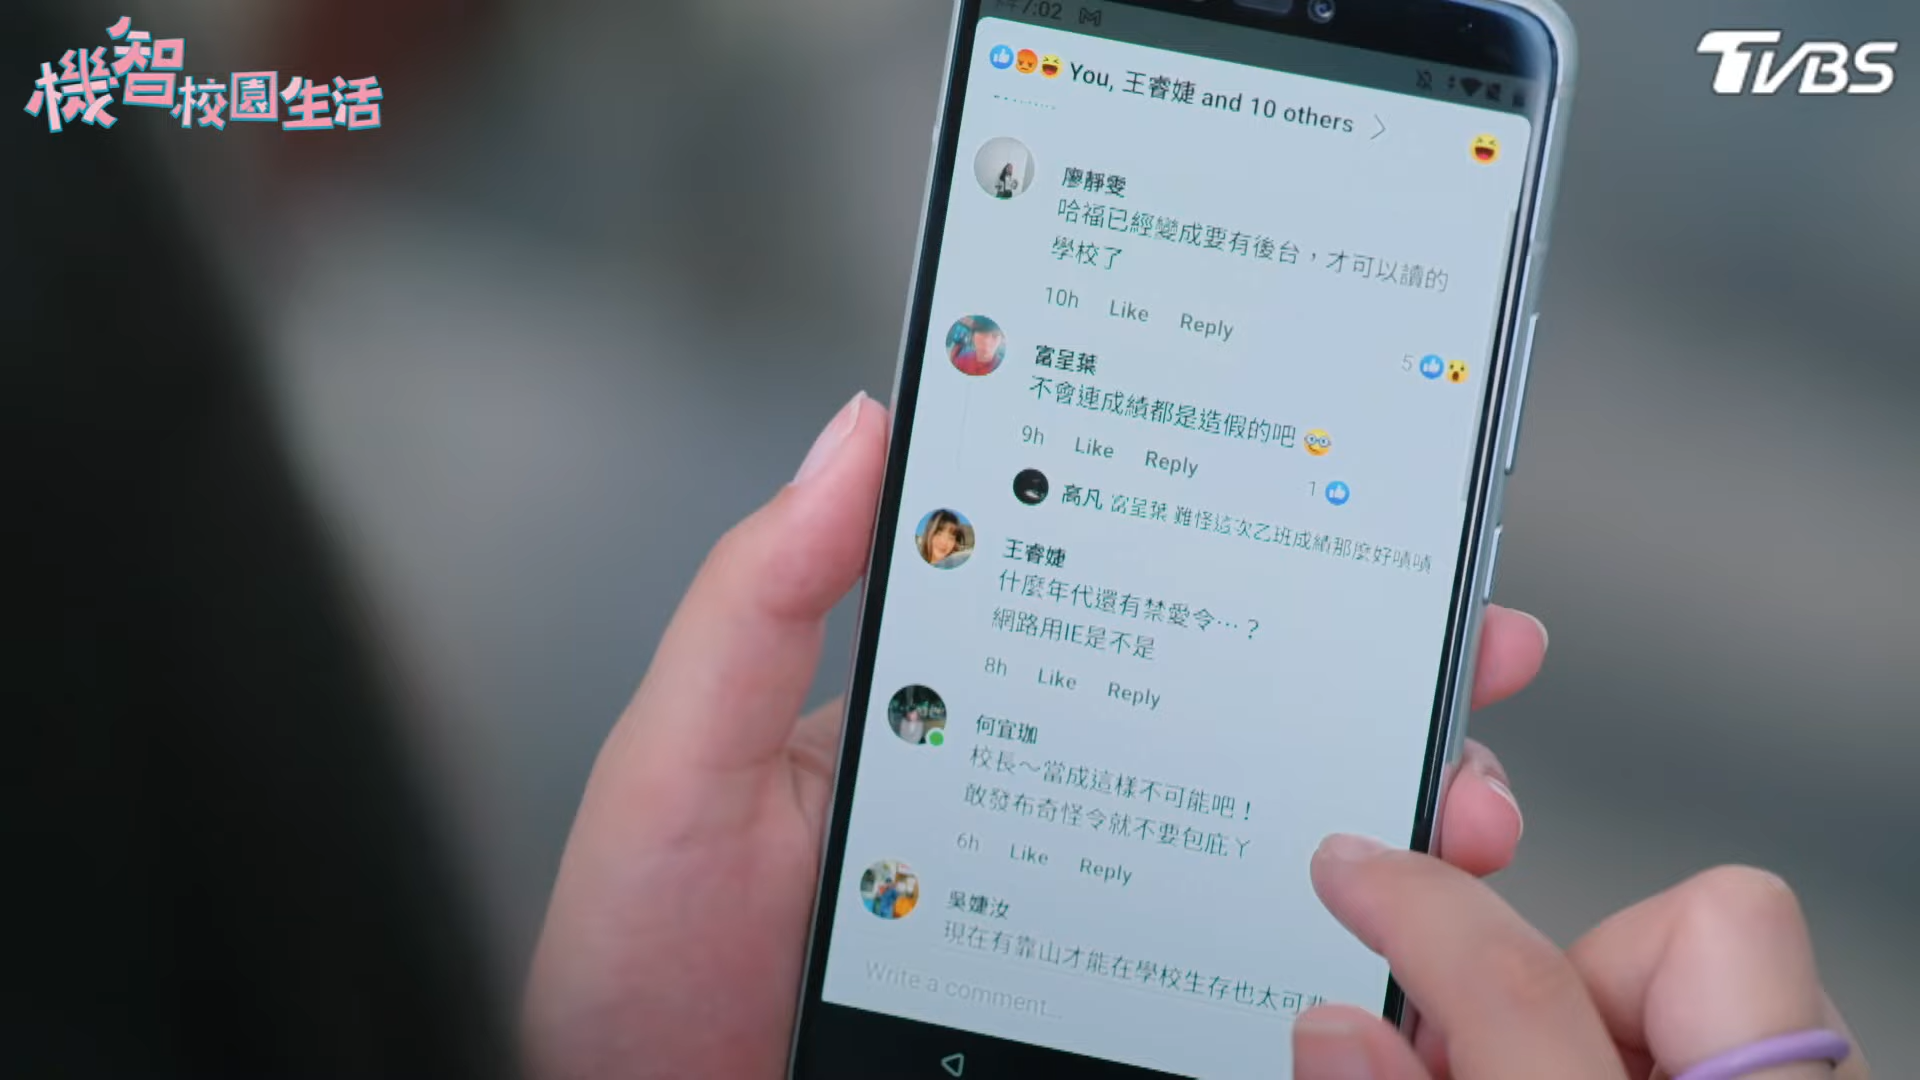 機智校園生活
TVBS
7:02
You, 王睿婕 and 10 others
廖靜雯
哈福已經變成要有後台，才可以讀的
學校了
10h Like Reply
5
富呈葉
不會連成績都是造假的吧
9h Like Reply
1
高凡 富呈葉 難怪這次乙班成績那麼好嘖嘖
王睿婕
什麼年代還有禁愛令…？
網路用IE是不是
8h Like Reply
何宜珈
校長～當成這樣不可能吧！
敢發布奇怪令就不要包庇ㄚ
6h Like Reply
吳婕汝
現在有靠山才能在學校生存也太可
Write a comment...